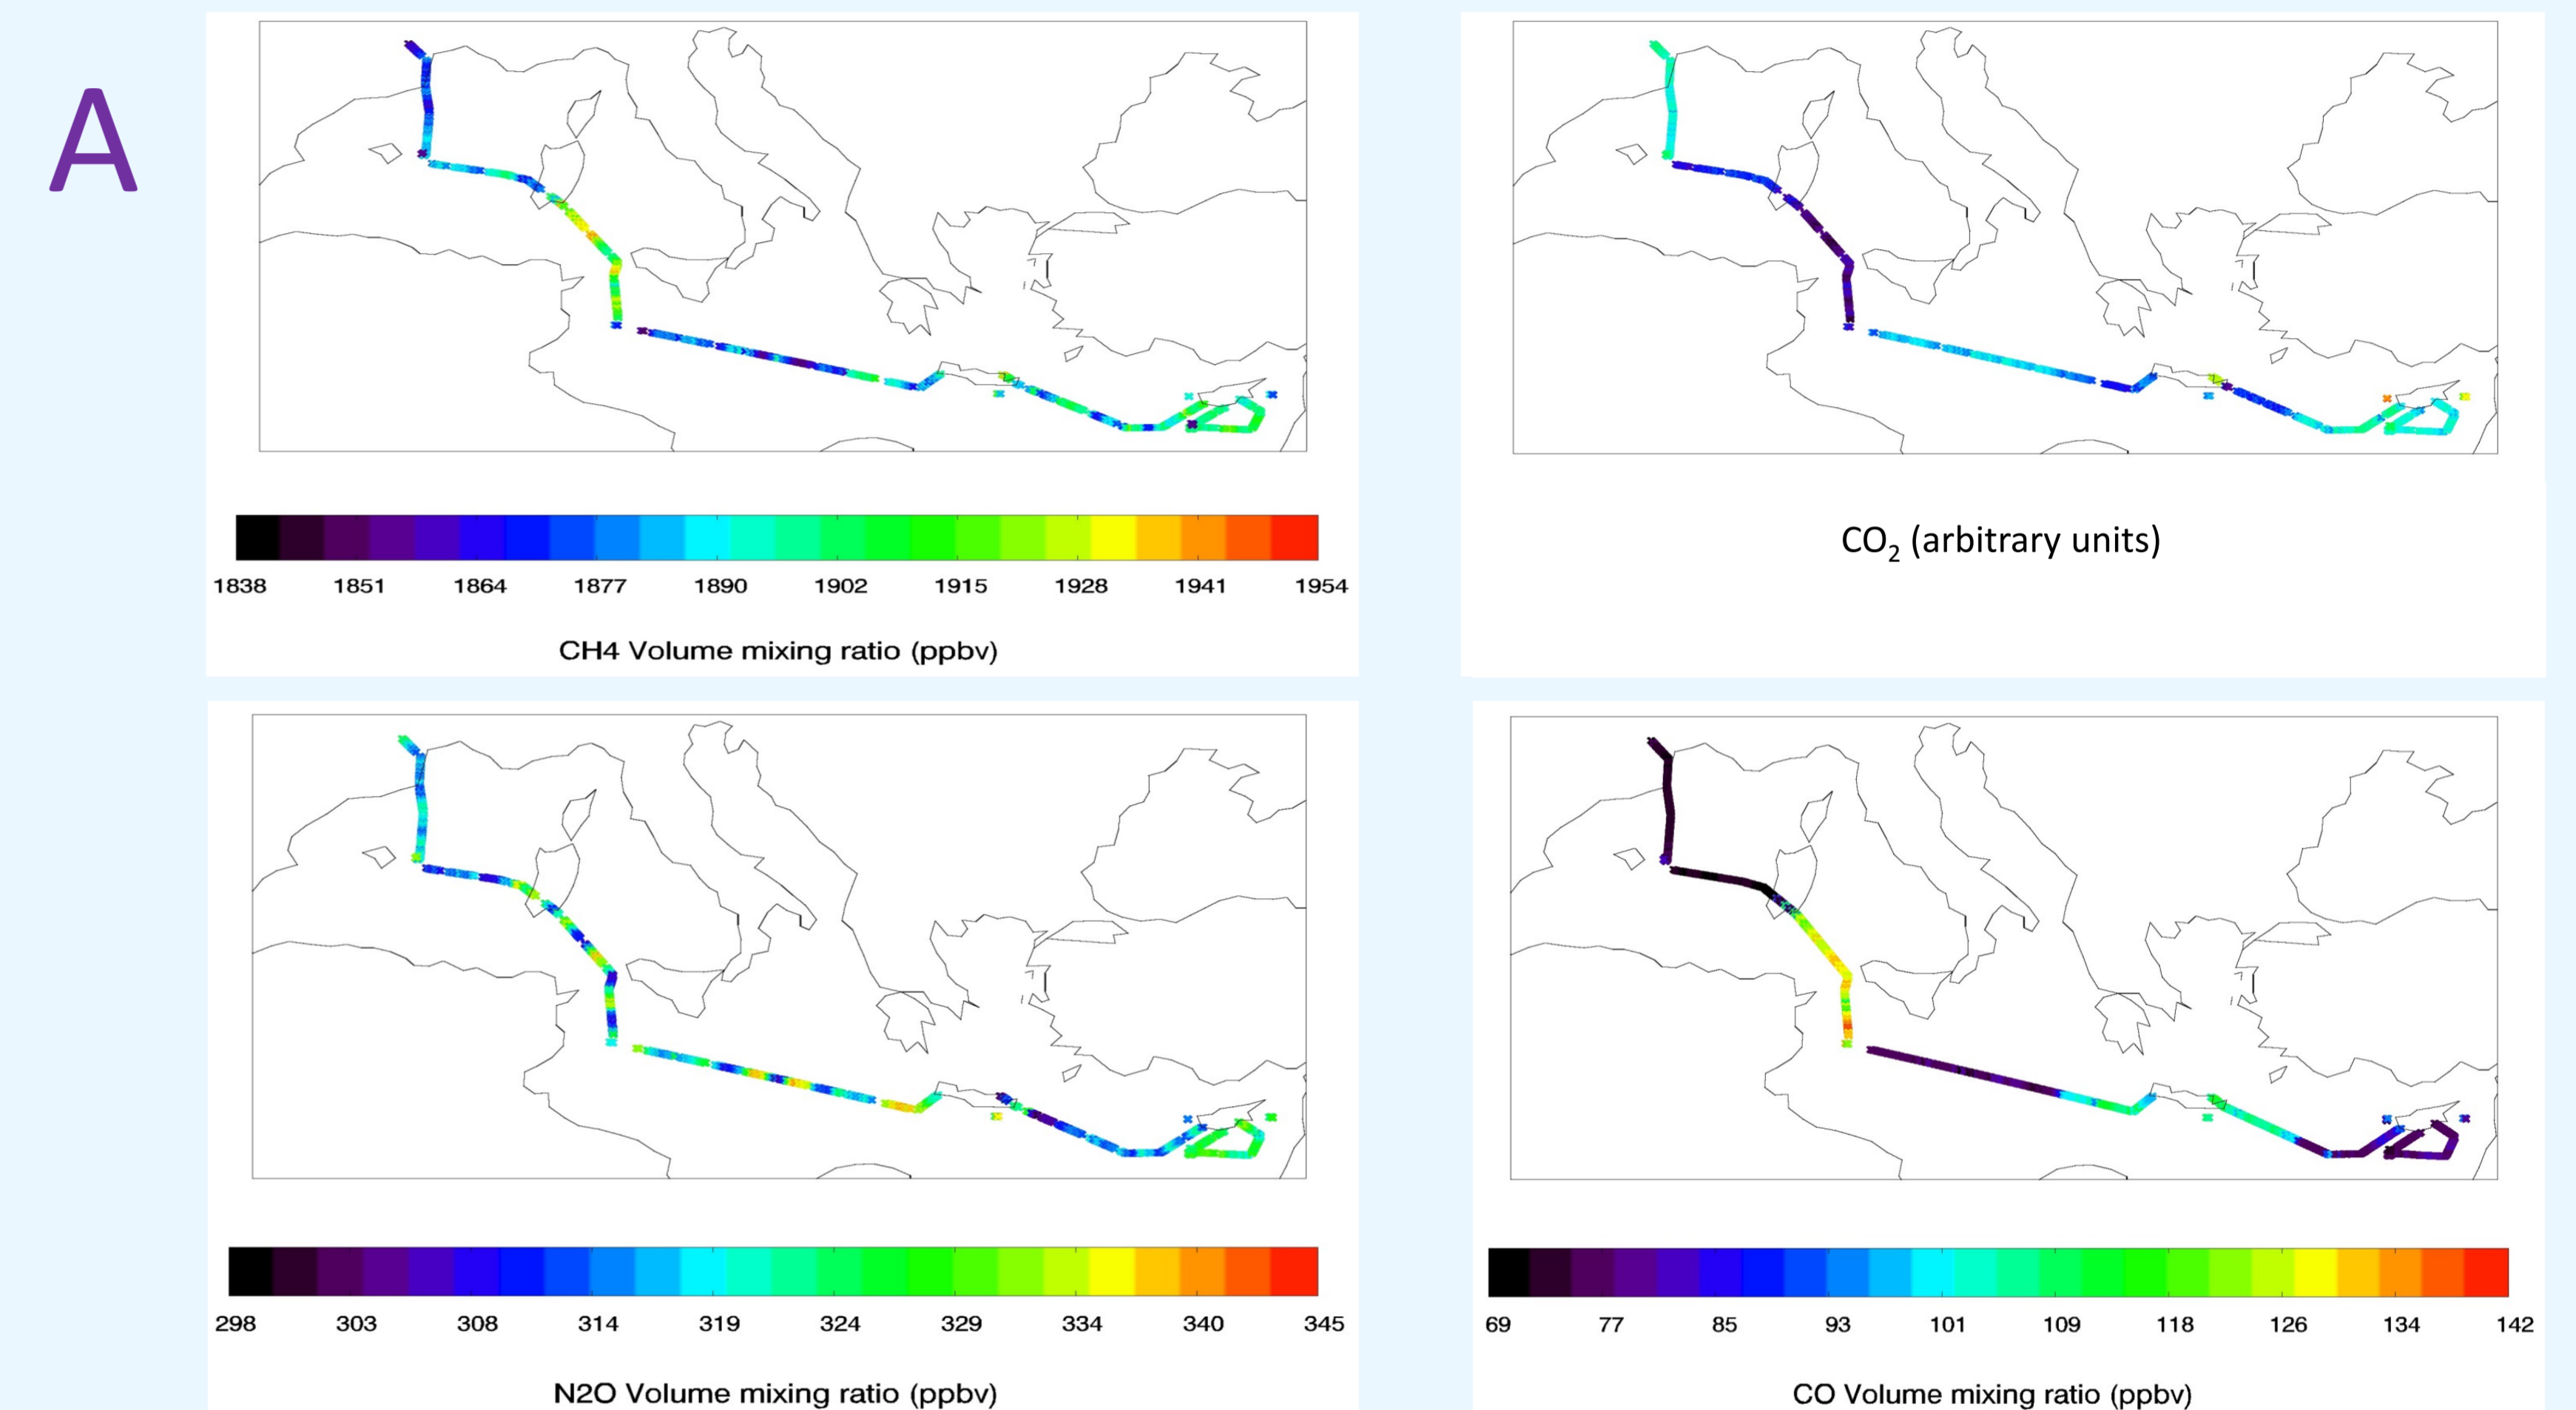 A
1838 1851 1864 1877 1890 1902 1915 1928 1941 1954
CH4 Volume mixing ratio (ppbv)
CO2 (arbitrary units)
298 303 308 314 319 324 329 334 340 345
N2O Volume mixing ratio (ppbv)
69 77 85 93 101 109 118 126 134 142
CO Volume mixing ratio (ppbv)